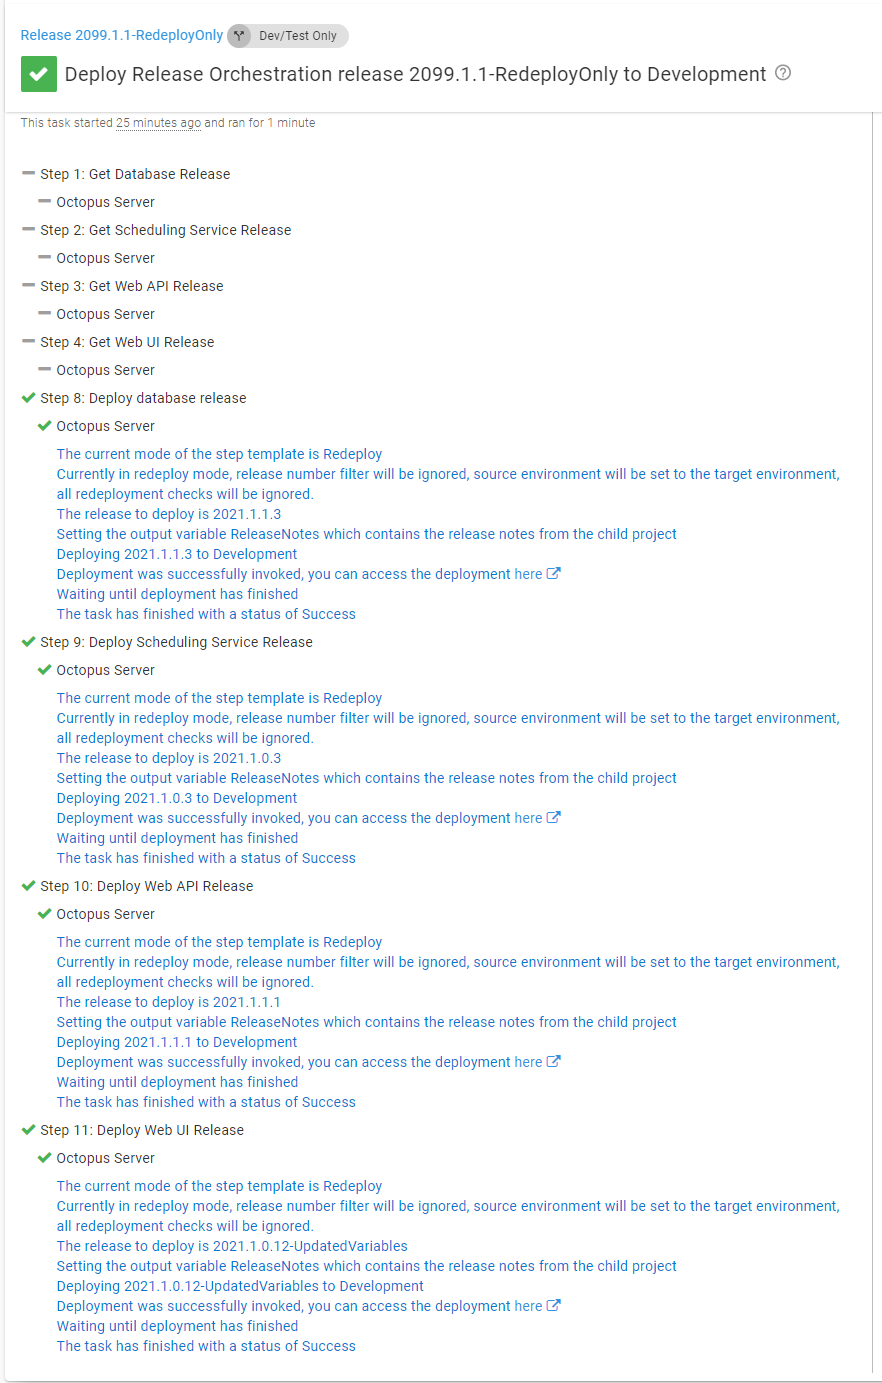 Release 2099.1.1-RedeployOnly Dev/Test Only
Deploy Release Orchestration release 2099.1.1-RedeployOnly to Development
This task started 25 minutes ago and ran for 1 minute
Step 1: Get Database Release
Octopus Server
Step 2: Get Scheduling Service Release
Octopus Server
Step 3: Get Web API Release
Octopus Server
Step 4: Get Web UI Release
Octopus Server
Step 8: Deploy database release
Octopus Server
The current mode of the step template is Redeploy
Currently in redeploy mode, release number filter will be ignored, source environment will be set to the target environment,
all redeployment checks will be ignored.
The release to deploy is 2021.1.1.3
Setting the output variable ReleaseNotes which contains the release notes from the child project
Deploying 2021.1.1.3 to Development
Deployment was successfully invoked, you can access the deployment here
Waiting until deployment has finished
The task has finished with a status of Success
Step 9: Deploy Scheduling Service Release
Octopus Server
The current mode of the step template is Redeploy
Currently in redeploy mode, release number filter will be ignored, source environment will be set to the target environment,
all redeployment checks will be ignored.
The release to deploy is 2021.1.0.3
Setting the output variable ReleaseNotes which contains the release notes from the child project
Deploying 2021.1.0.3 to Development
Deployment was successfully invoked, you can access the deployment here
Waiting until deployment has finished
The task has finished with a status of Success
Step 10: Deploy Web API Release
Octopus Server
The current mode of the step template is Redeploy
Currently in redeploy mode, release number filter will be ignored, source environment will be set to the target environment,
all redeployment checks will be ignored.
The release to deploy is 2021.1.1.1
Setting the output variable ReleaseNotes which contains the release notes from the child project
Deploying 2021.1.1.1 to Development
Deployment was successfully invoked, you can access the deployment here
Waiting until deployment has finished
The task has finished with a status of Success
Step 11: Deploy Web UI Release
Octopus Server
The current mode of the step template is Redeploy
Currently in redeploy mode, release number filter will be ignored, source environment will be set to the target environment,
all redeployment checks will be ignored.
The release to deploy is 2021.1.0.12-UpdatedVariables
Setting the output variable ReleaseNotes which contains the release notes from the child project
Deploying 2021.1.0.12-UpdatedVariables to Development
Deployment was successfully invoked, you can access the deployment here
Waiting until deployment has finished
The task has finished with a status of Success